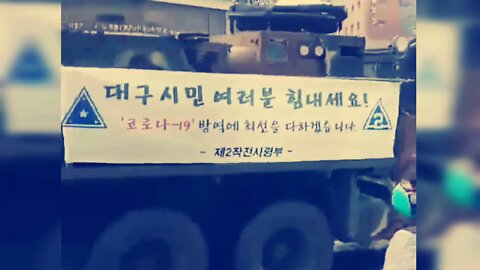 대구시민 여러분 힘내세요!
'코로나-19' 방역에 최선을 다하겠습니다.
- 제2작전사령부 -